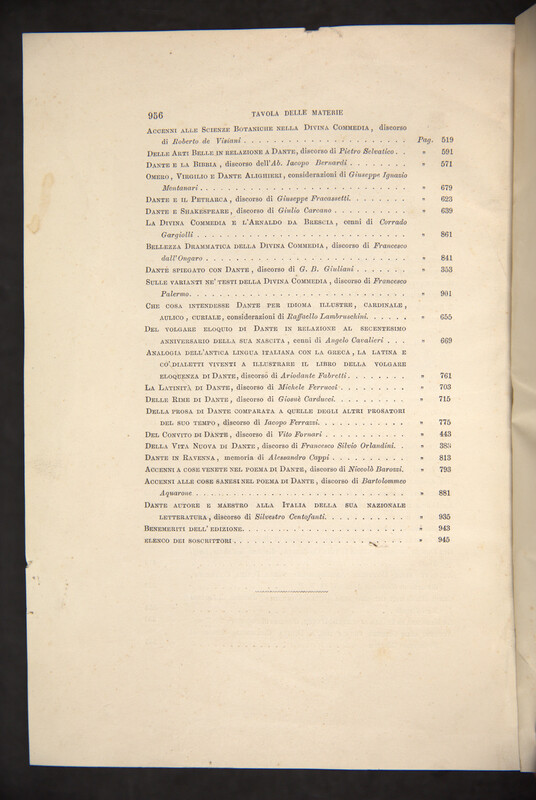 956 TAVOLA DELLE MATERIE
Accenni alle Scienze Botaniche nella Divina Commedia, discorso
di Roberto de Visiani . . . . . . . . . . . . . . . . . . . . . Pag. 519
Delle Arti Belle in relazione a Dante, discorso di Pietro Selvatico . . » 591
Dante e la Bibbia, discorso dell'Ab. Iacopo Bernardi . . . . . . . . » 571
Omero, Virgilio e Dante Alighieri, considerazioni di Giuseppe Ignazio
Montanari . . . . . . . . . . . . . . . . . . . . . . . . . » 679
Dante e il Petrarca, discorso di Giuseppe Fracassetti. . . . . . . . » 623
Dante e Shakespeare, discorso di Giulio Carcano . . . . . . . . . . » 639
La Divina Commedia e l'Arnaldo da Brescia, cenni di Corrado
Gargiolli . . . . . . . . . . . . . . . . . . . . . . . . . » 861
Bellezza Drammatica della Divina Commedia, discorso di Francesco
dall'Ongaro . . . . . . . . . . . . . . . . . . . . . . . . » 841
Dante spiegato con Dante, discorso di G. B. Giuliani . . . . . . . » 353
Sulle varianti ne' testi della Divina Commedia, discorso di Francesco
Palermo. . . . . . . . . . . . . . . . . . . . . . . . . . » 901
Che cosa intendesse Dante per idioma illustre, cardinale,
aulico, curiale, considerazioni di Raffaello Lambruschini. . . . . . » 655
Del volgare eloquio di Dante in relazione al secentesimo
anniversario della sua nascita, cenni di Angelo Cavalieri . . . » 669
Analogia dell'antica lingua italiana con la greca, la latina e
co' dialetti viventi a illustrare il libro della volgare
eloquenza di Dante, discorso di Ariodante Fabretti . . . . . . . . » 761
La Latinità di Dante, discorso di Michele Ferrucci . . . . . . . . . » 703
Delle Rime di Dante, discorso di Giosuè Carducci. . . . . . . . . . » 715
Della prosa di Dante comparata a quelle degli altri prosatori
del suo tempo, discorso di Iacopo Ferrazzi. . . . . . . . . . . . » 775
Del Convito di Dante, discorso di Vito Fornari . . . . . . . . . . » 443
Della Vita Nuova di Dante, discorso di Francesco Silvio Orlandini. . » 385
Dante in Ravenna, memoria di Alessandro Cappi . . . . . . . . . . » 813
Accenni a cose venete nel poema di Dante, discorso di Niccolò Barozzi. » 793
Accenni alle cose sanesi nel poema di Dante, discorso di Bartolommeo
Aquarone . . . . . . . . . . . . . . . . . . . . . . . . . » 881
Dante autore e maestro alla Italia della sua nazionale
letteratura, discorso di Silvestro Centofanti. . . . . . . . . . . » 935
Benemeriti dell' edizione. . . . . . . . . . . . . . . . . . . . . » 943
elenco dei soscrittori . . . . . . . . . . . . . . . . . . . . . . » 945